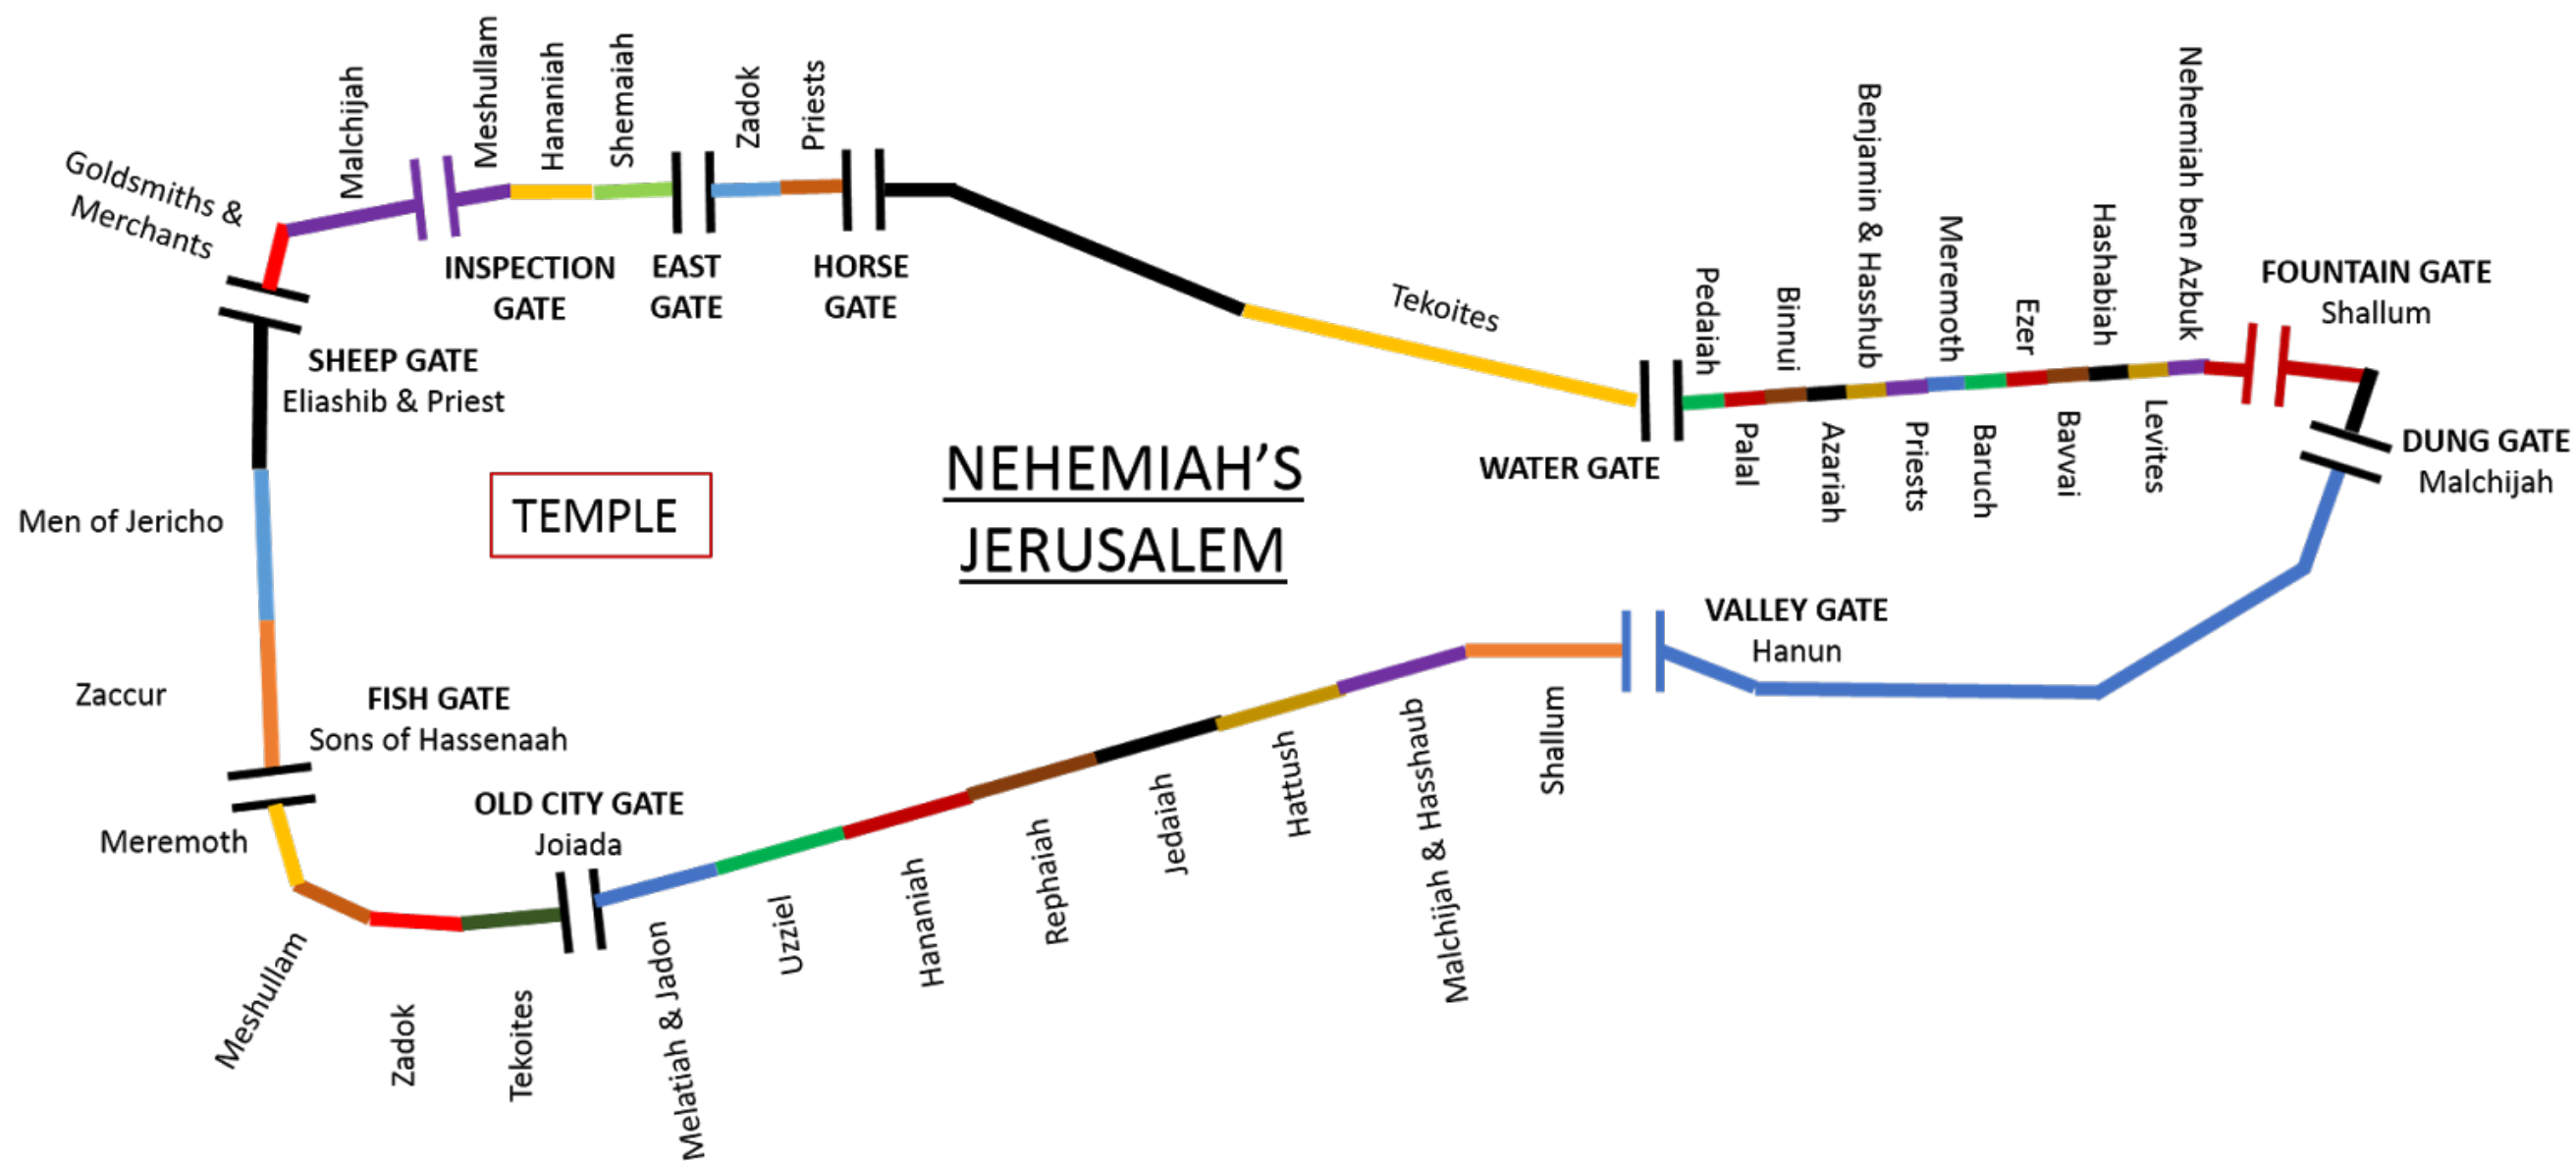 Goldsmiths &
Merchants
Malchijah
Meshullam
Hananiah
Shemaiah
Zadok
Priests
INSPECTION
GATE
EAST
GATE
HORSE
GATE
Tekoites
WATER GATE
Pedaiah
Palal
Binnui
Azariah
Benjamin & Hasshub
Priests
Meremoth
Baruch
Ezer
Bavvai
Hashabiah
Levites
Nehemiah ben Azbuk
FOUNTAIN GATE
Shallum
DUNG GATE
Malchijah
SHEEP GATE
Eliashib & Priest
Men of Jericho
TEMPLE
NEHEMIAH'S
JERUSALEM
VALLEY GATE
Hanun
Zaccur
FISH GATE
Sons of Hassenaah
Meremoth
OLD CITY GATE
Joiada
Meshullam
Zadok
Tekoites
Melatiah & Jadon
Uzziel
Hananiah
Rephaiah
Jedaiah
Hattush
Malchijah & Hasshaub
Shallum